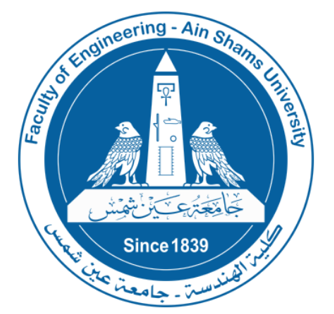 Faculty of Engineering - Ain Shams University
جامعة عين شمس
Since 1839
كلية الهندسة - جامعة عين شمس